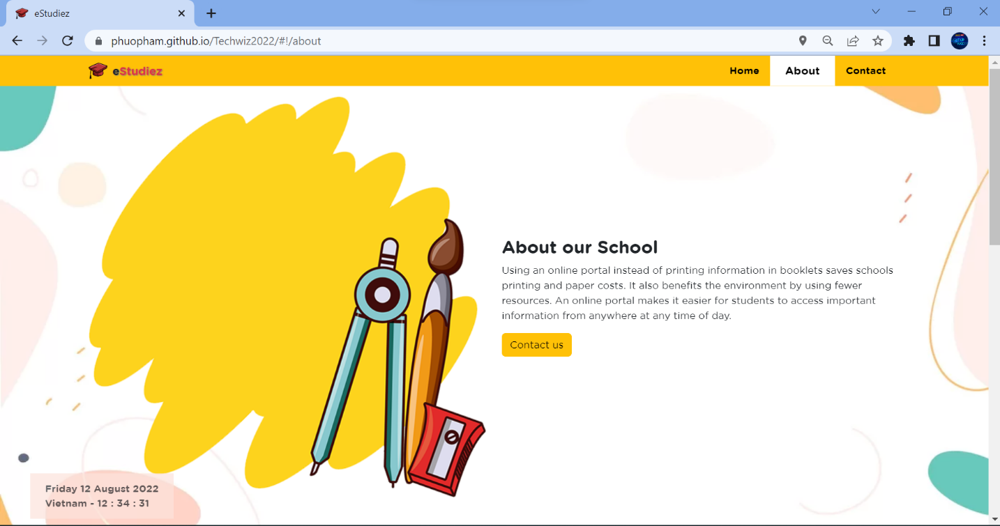 eStudiez
phuopham.github.io/Techwiz2022/#!/about
eStudiez
Home
About
Contact
About our School
Using an online portal instead of printing information in booklets saves schools
printing and paper costs. It also benefits the environment by using fewer
resources. An online portal makes it easier for students to access important
information from anywhere at any time of day.
Contact us
Friday 12 August 2022
Vietnam - 12 : 34 : 31